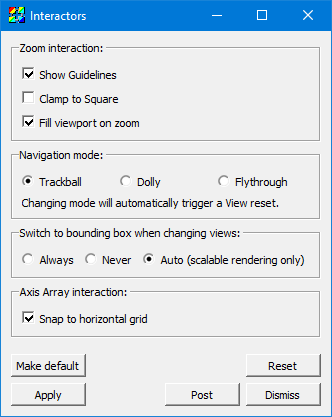 Interactors
Zoom interaction:
Show Guidelines
Clamp to Square
Fill viewport on zoom
Navigation mode:
Trackball Dolly Flythrough
Changing mode will automatically trigger a View reset.
Switch to bounding box when changing views:
Always Never Auto (scalable rendering only)
Axis Array interaction:
Snap to horizontal grid
Make default Reset
Apply Post Dismiss